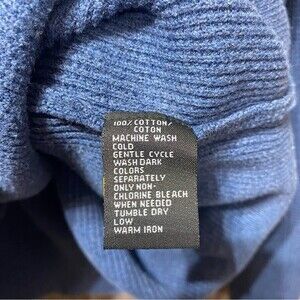 100% COTTON/
COTON
MACHINE WASH
COLD
GENTLE CYCLE
WASH DARK
COLORS
SEPARATELY
ONLY NON-
CHLORINE BLEACH
WHEN NEEDED
TUMBLE DRY
LOW
WARM IRON